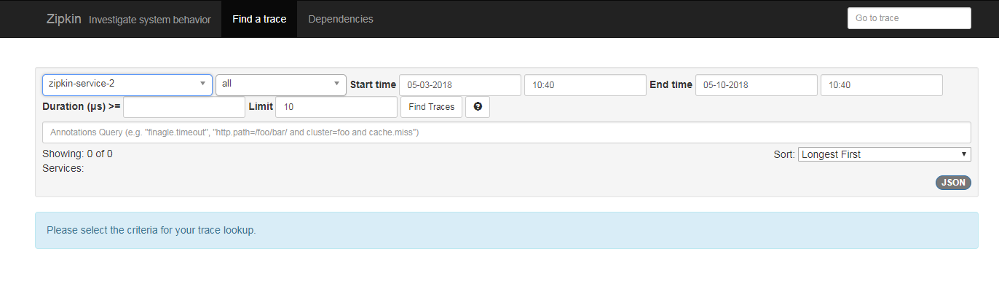 Zipkin Investigate system behavior Find a trace Dependencies Go to trace
zipkin-service-2 all Start time 05-03-2018 10:40 End time 05-10-2018 10:40
Duration (μs) >= Limit 10 Find Traces ?
Annotations Query (e.g. "finagle.timeout", "http.path=/foo/bar/ and cluster=foo and cache.miss")
Showing: 0 of 0 Sort: Longest First
Services:
JSON
Please select the criteria for your trace lookup.